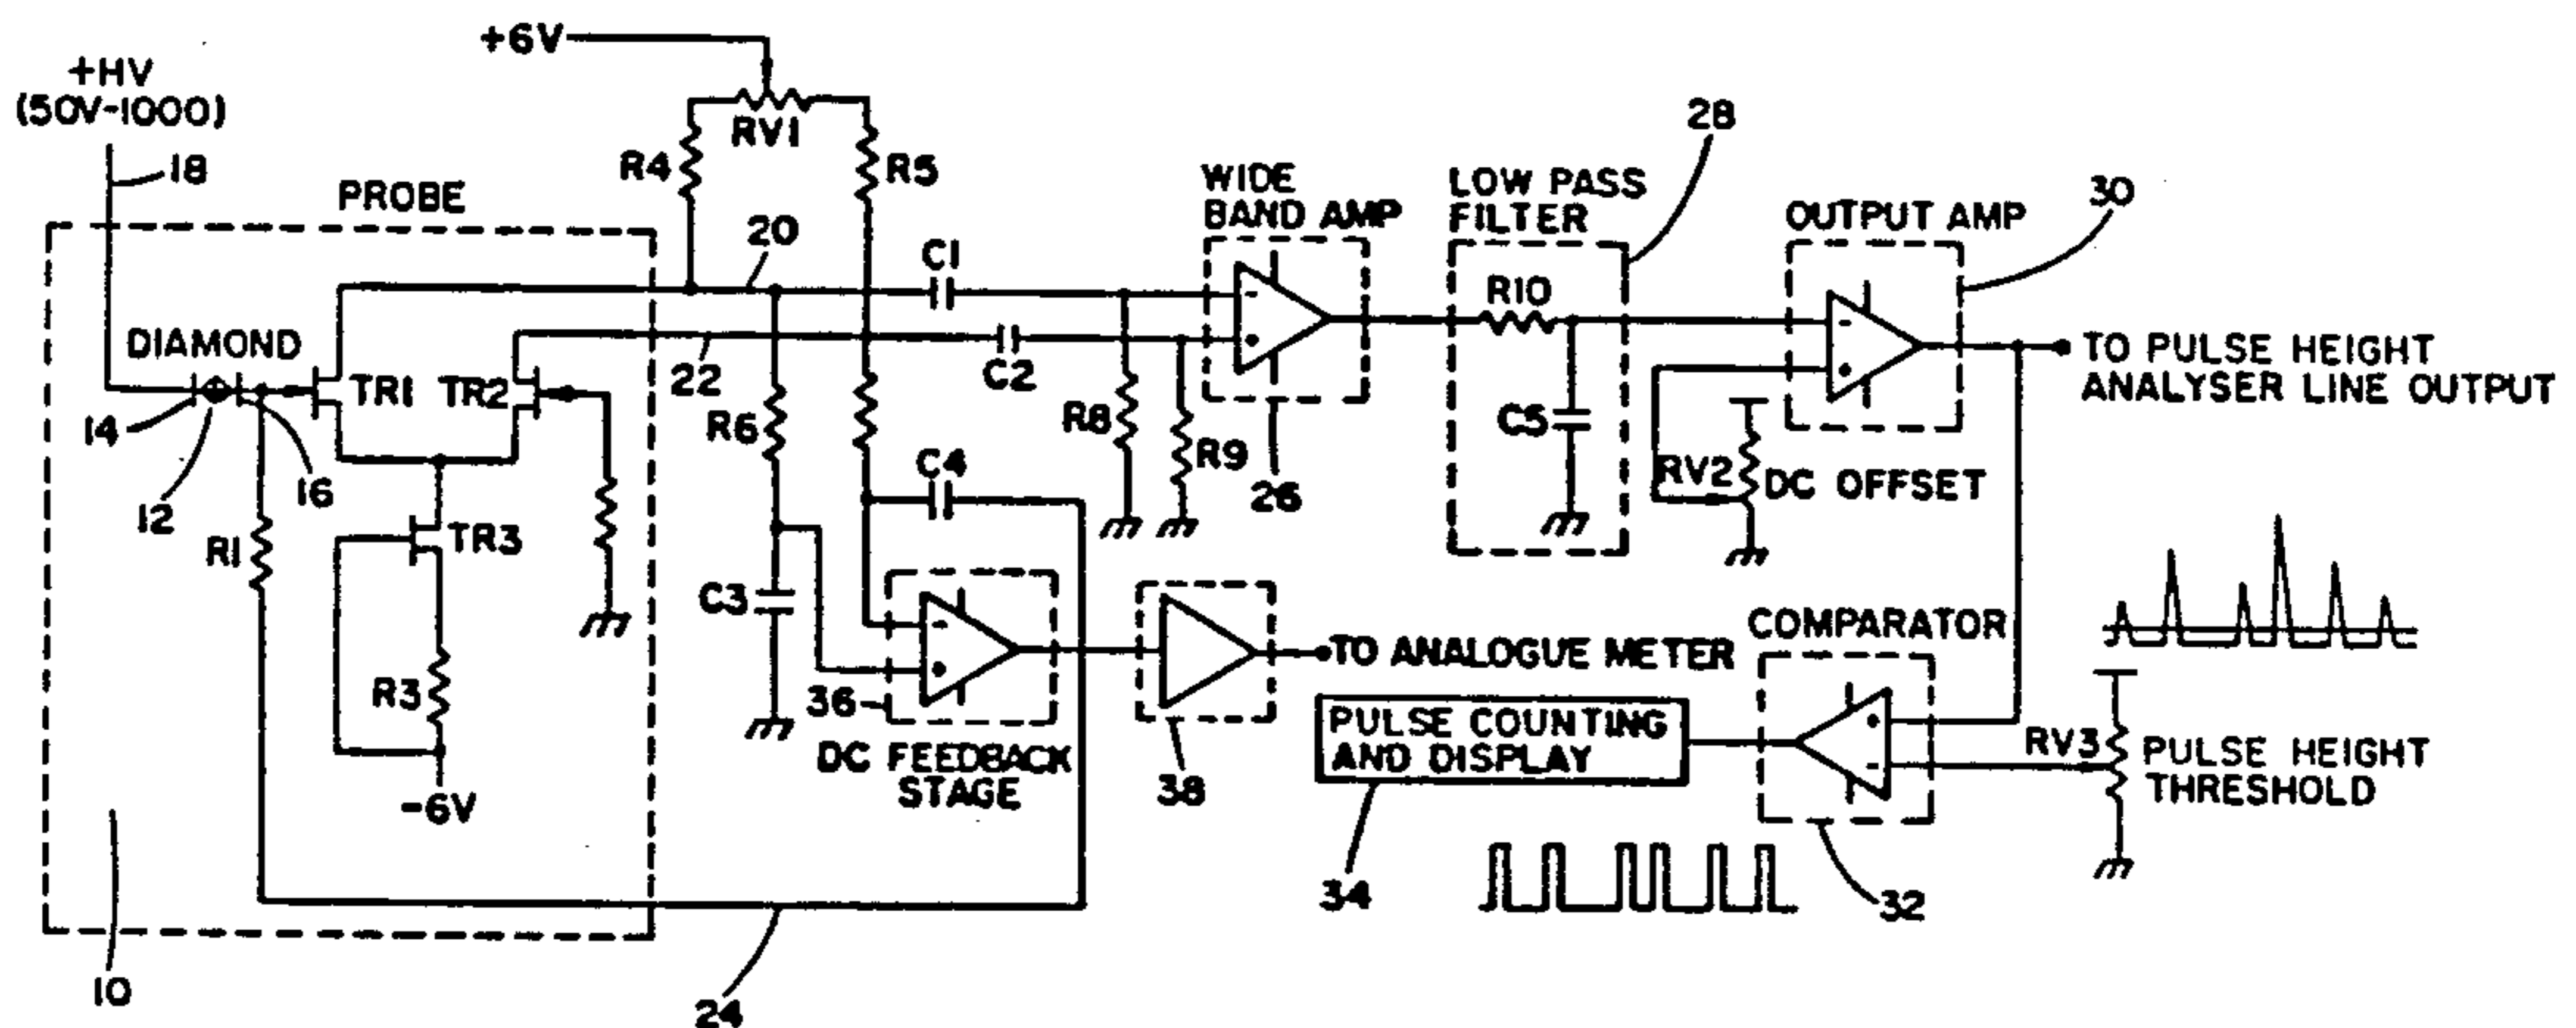 +6V
+HV
(50V-1000)
18
PROBE
RV1
R4
R5
20
C1
WIDE
BAND AMP
LOW PASS
FILTER
28
OUTPUT AMP
30
DIAMOND
14
12
16
TR1
TR2
22
C2
R10
-
-
TO PULSE HEIGHT
ANALYSER LINE OUTPUT
R6
R8
R9
26
C5
RV2
DC OFFSET
C4
R1
TR3
C3
R3
-6V
-
36
DC FEEDBACK
STAGE
38
TO ANALOGUE METER
COMPARATOR
PULSE COUNTING
AND DISPLAY
34
-
RV3
PULSE HEIGHT
THRESHOLD
32
10
24